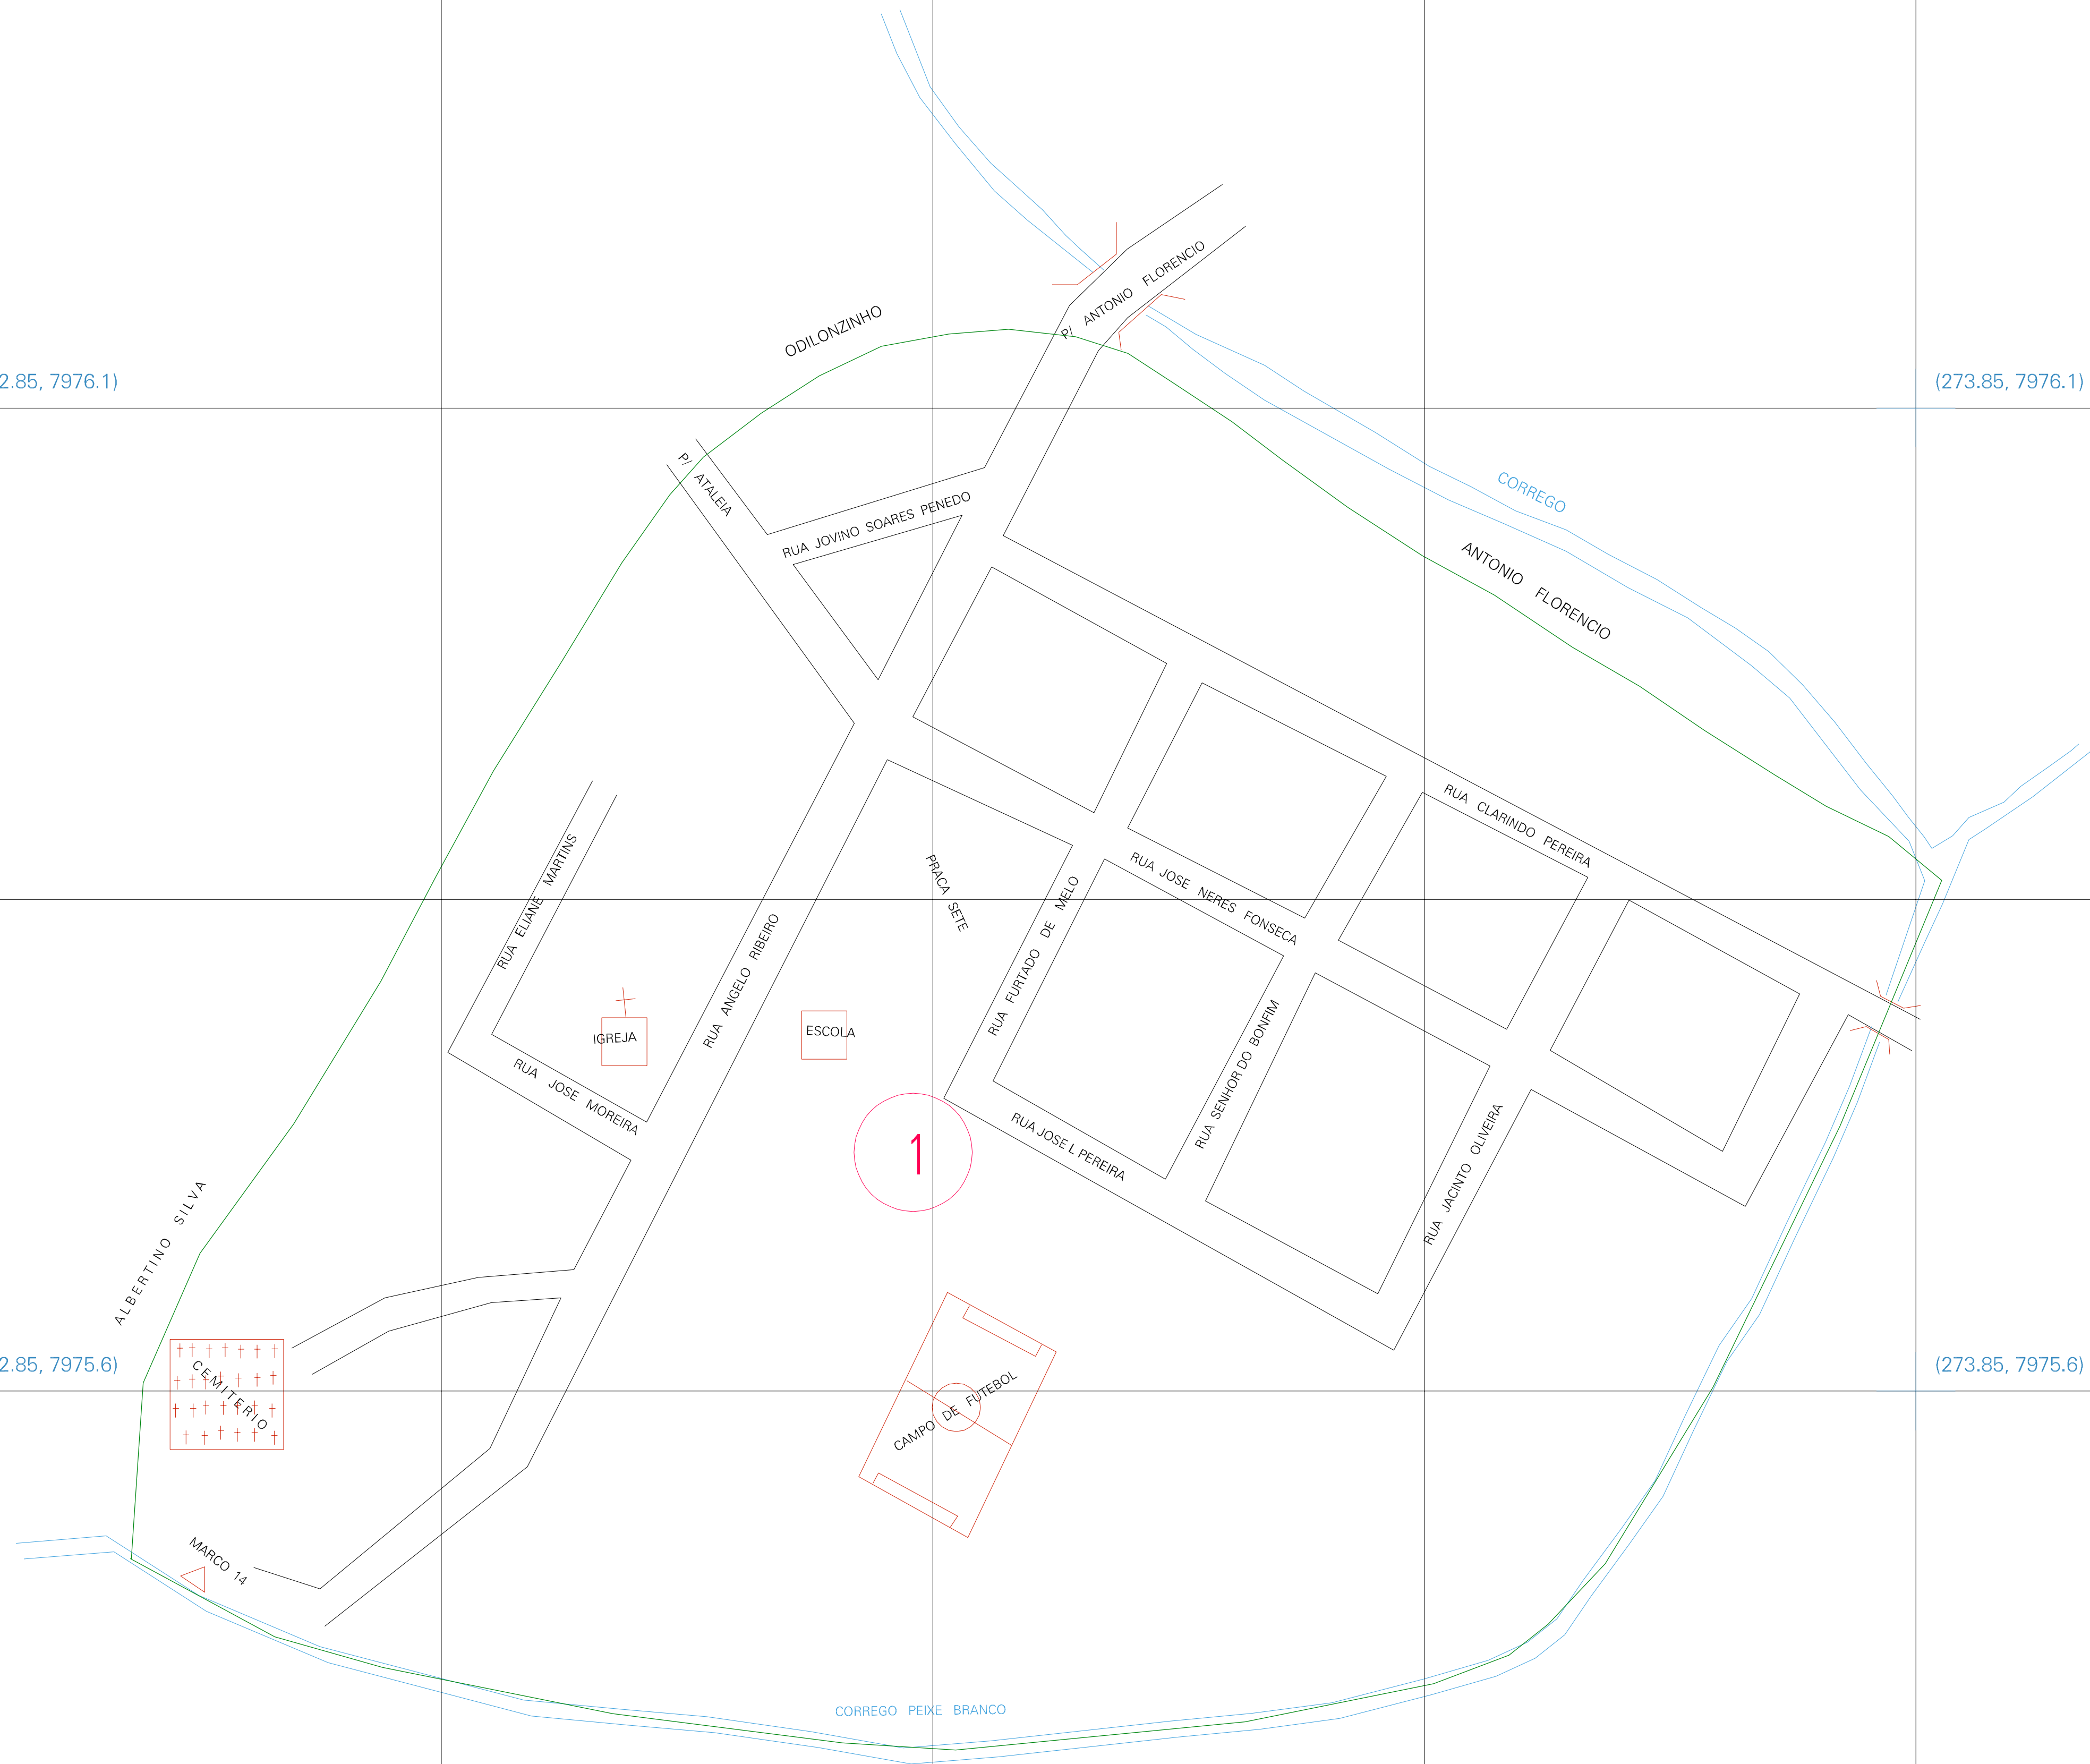 P/ ANTONIO FLORENCIO
ODILONZINHO
2.85, 7976.1)
(273.85, 7976.1)
P/ ATALEIA
RUA JOVINO SOARES PENEDO
CORREGO
ANTONIO FLORENCIO
RUA CLARINDO PEREIRA
RUA ELIANE MARTINS
PRACA SETE
RUA JOSE NERES FONSECA
RUA FURTADO DE MELO
RUA ANGELO RIBEIRO
IGREJA
ESCOLA
RUA SENHOR DO BONFIM
RUA JOSE MOREIRA
RUA JOSE L PEREIRA
1
RUA JACINTO OLIVEIRA
ALBERTINO SILVA
2.85, 7975.6)
(273.85, 7975.6)
CEMITERIO
CAMPO DE FUTEBOL
MARCO 14
CORREGO PEIXE BRANCO